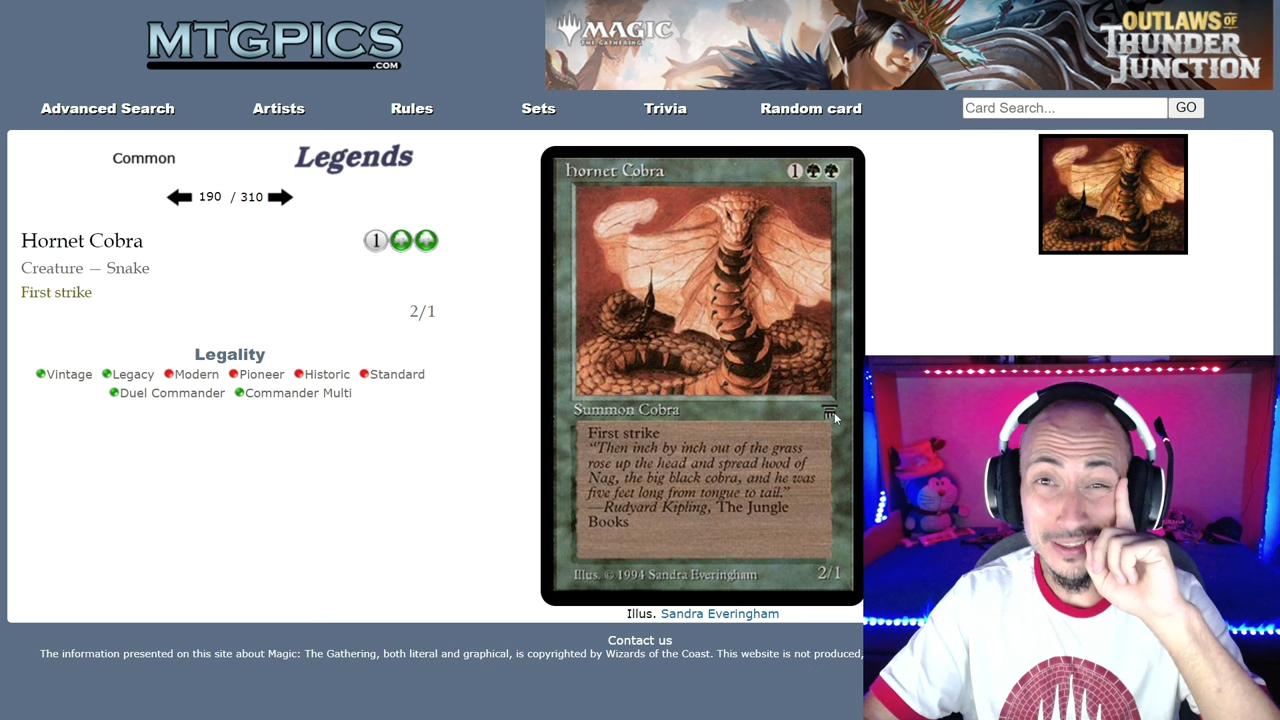 MTGPICS
.COM
MAGIC
THE GATHERING
OUTLAWS OF
THUNDER
JUNCTION
Advanced Search
Artists
Rules
Sets
Trivia
Random card
Card Search...
GO
Common
Legends
190 / 310
Hornet Cobra
1
Creature — Snake
First strike
2/1
Legality
Vintage Legacy Modern Pioneer Historic Standard
Duel Commander Commander Multi
Hornet Cobra
1
Summon Cobra
First strike
"Then inch by inch out of the grass
rose up the head and spread hood of
Nag, the big black cobra, and he was
five feet long from tongue to tail."
—Rudyard Kipling, The Jungle
Books
Illus. © 1994 Sandra Everingham
2/1
Illus. Sandra Everingham
Contact us
The information presented on this site about Magic: The Gathering, both literal and graphical, is copyrighted by Wizards of the Coast. This website is not produced,